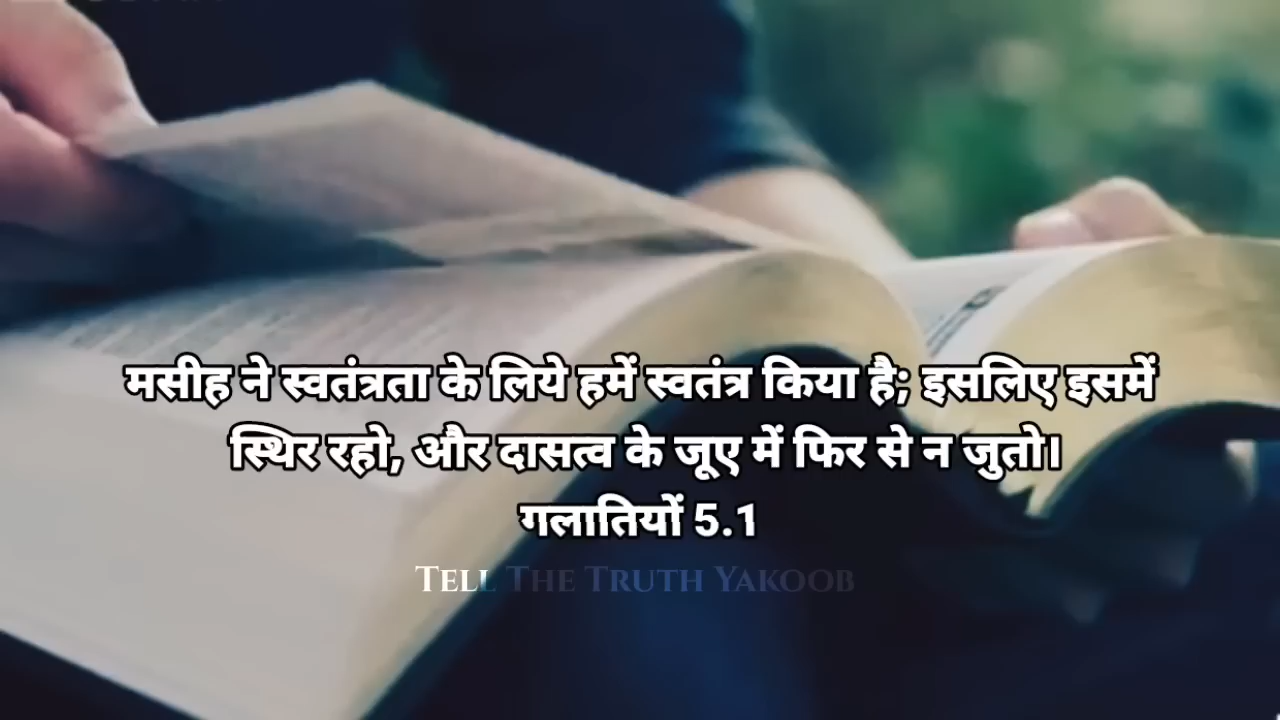 मसीह ने स्वतंत्रता के लिये हमें स्वतंत्र किया है; इसलिए इसमें
स्थिर रहो, और दासत्व के जूए में फिर से न जुतो।
गलातियों 5.1
TELL THE TRUTH YAKOOB